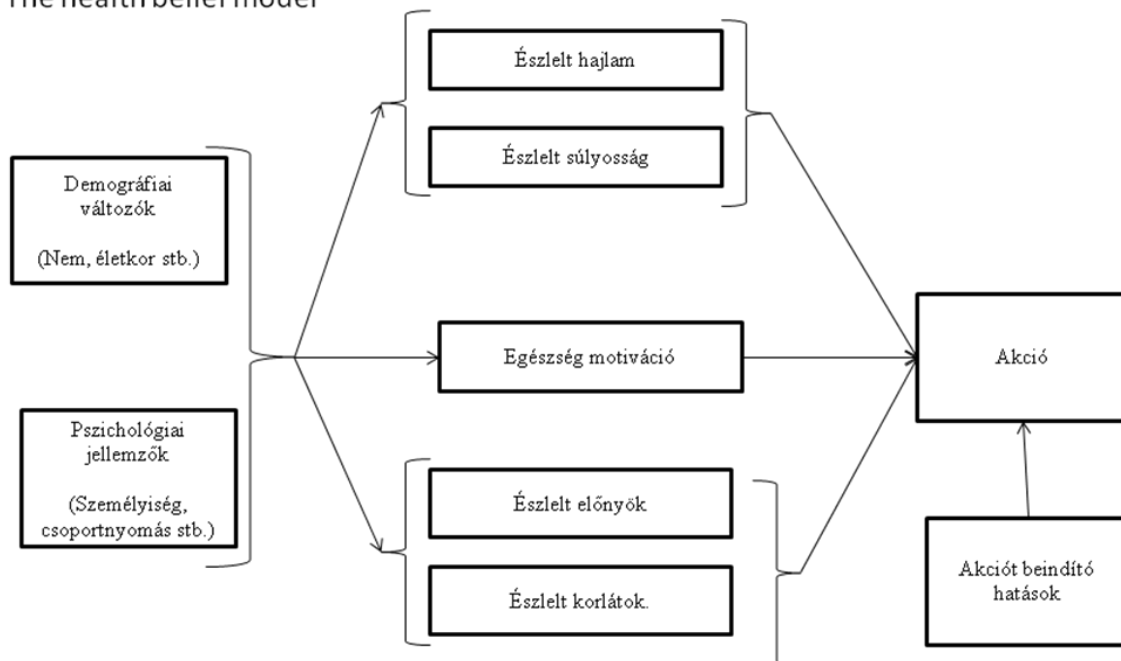 The health belief model
Észlelt hajlam
Észlelt súlyosság
Demográfiai
változók
(Nem, életkor stb.)
Egészség motiváció
Akció
Pszichológiai
jellemzők
(Személyiség,
csoportnyomás stb.)
Észlelt előnyök
Észlelt korlátok.
Akciót beindító
hatások